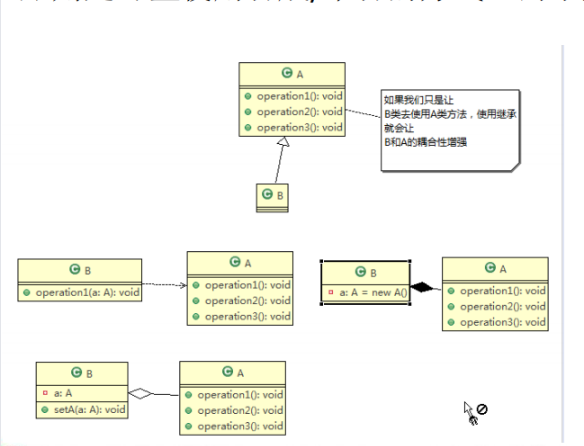 A
operation1(): void
operation2(): void
operation3(): void
如果我们只是让
B类去使用A类方法，使用继承
就会让
B和A的耦合性增强
B
B
operation1(a: A): void
A
operation1(): void
operation2(): void
operation3(): void
B
a: A = new A()
A
operation1(): void
operation2(): void
operation3(): void
B
a: A
setA(a: A): void
A
operation1(): void
operation2(): void
operation3(): void